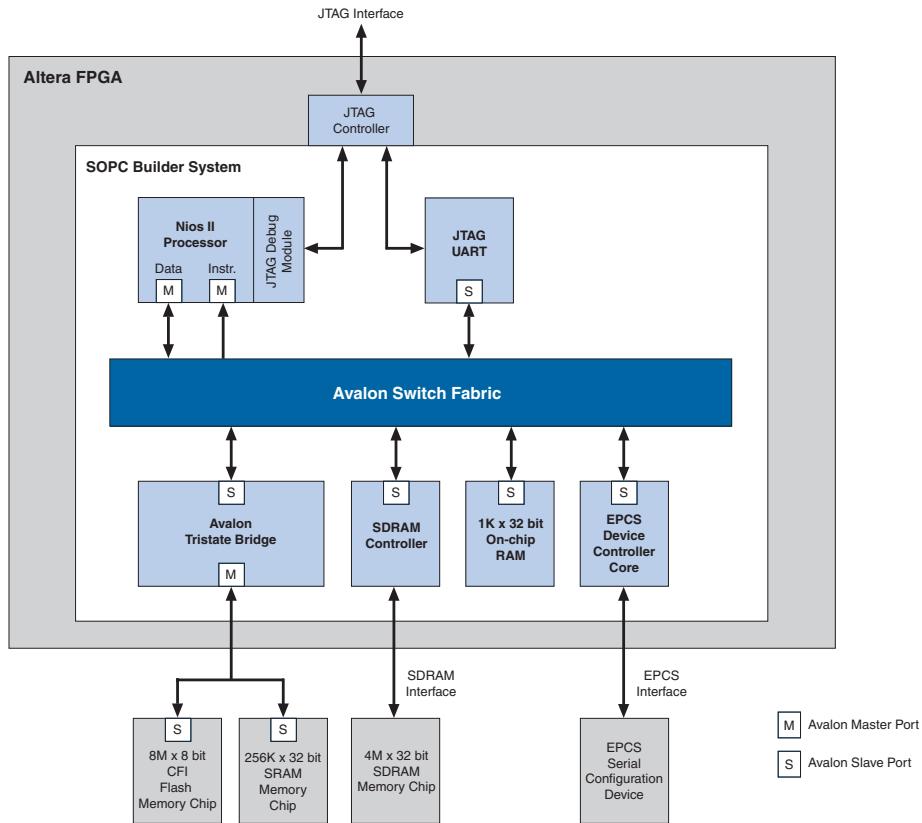 JTAG Interface
Altera FPGA
JTAG
Controller
SOPC Builder System
Nios II
Processor
Data
Instr.
M
M
JTAG Debug
Module
JTAG
UART
S
Avalon Switch Fabric
S
Avalon
Tristate Bridge
M
S
SDRAM
Controller
S
1K x 32 bit
On-chip
RAM
S
EPCS
Device
Controller
Core
SDRAM
Interface
EPCS
Interface
S
8M x 8 bit
CFI
Flash
Memory Chip
S
256K x 32 bit
SRAM
Memory
Chip
4M x 32 bit
SDRAM
Memory Chip
EPCS
Serial
Configuration
Device
M Avalon Master Port
S Avalon Slave Port